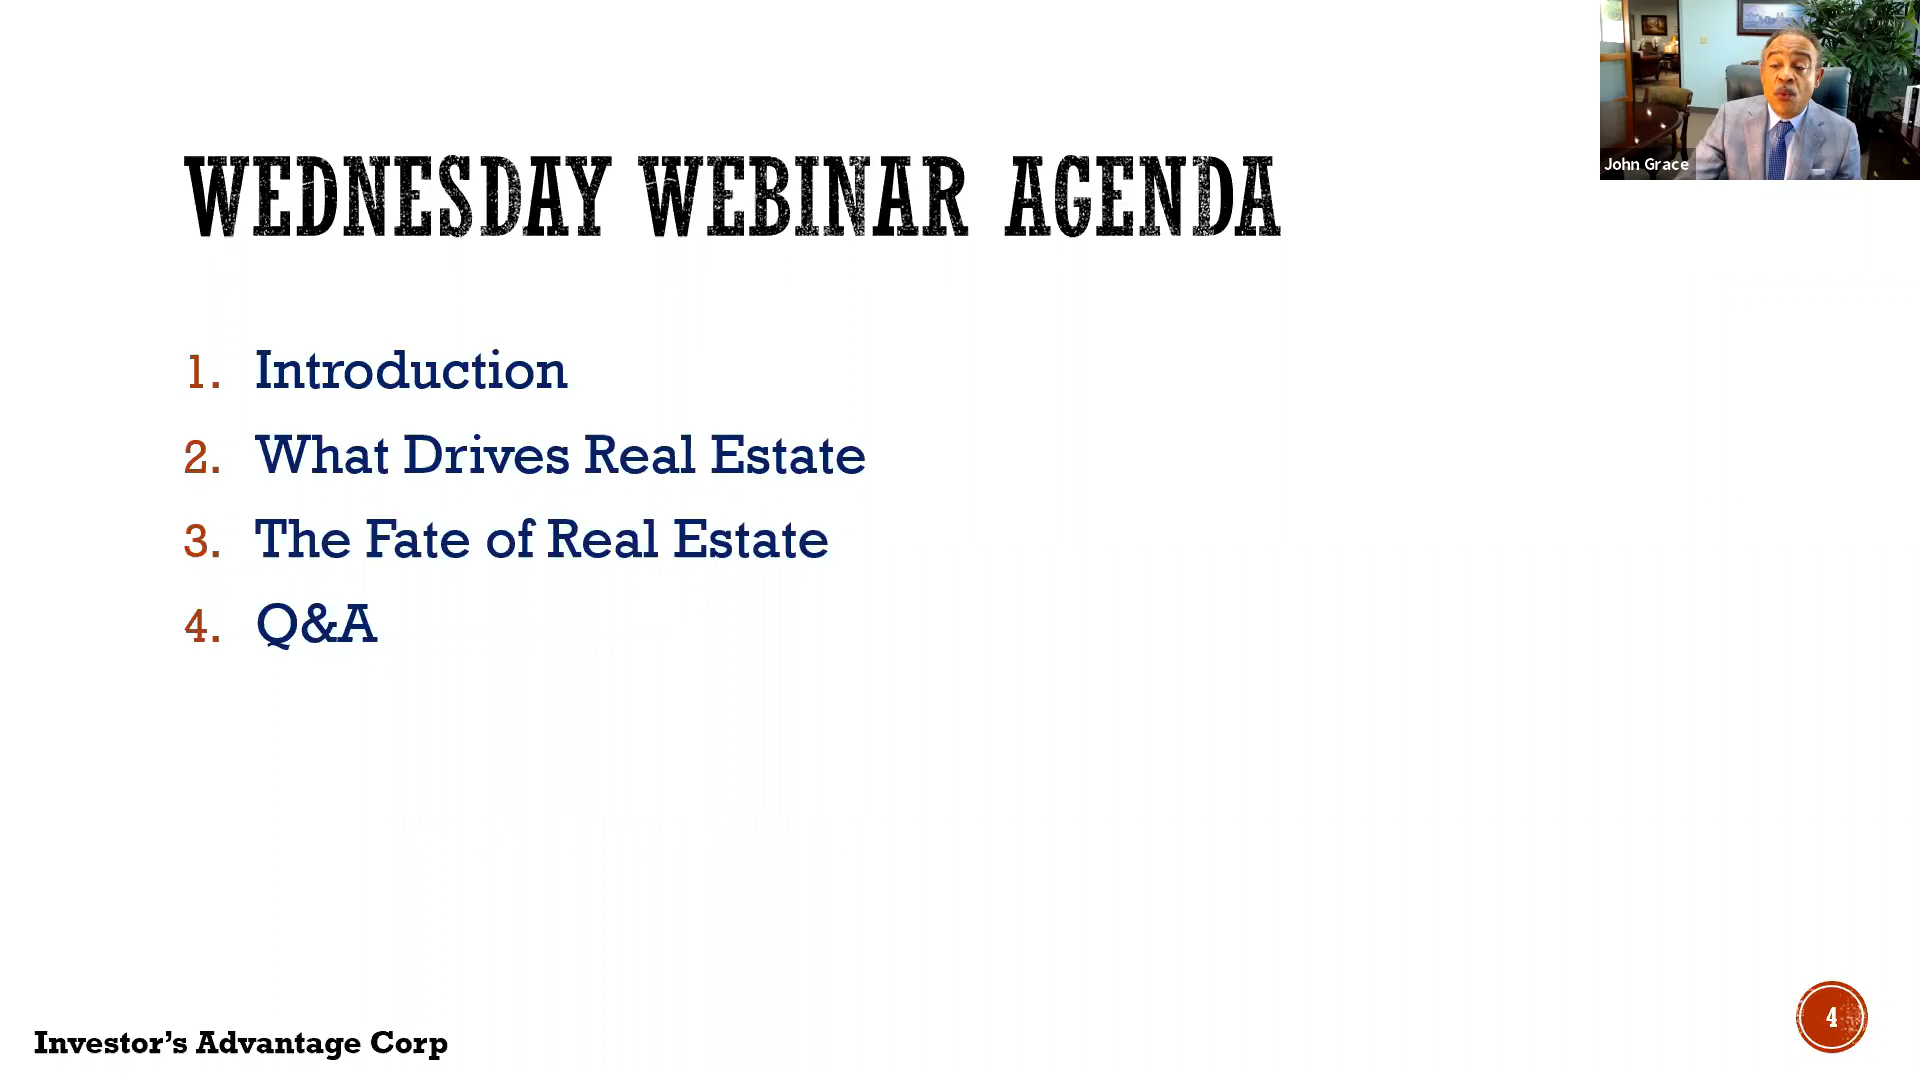 WEDNESDAY WEBINAR AGENDA
John Grace
1. Introduction
2. What Drives Real Estate
3. The Fate of Real Estate
4. Q&A
Investor's Advantage Corp
4